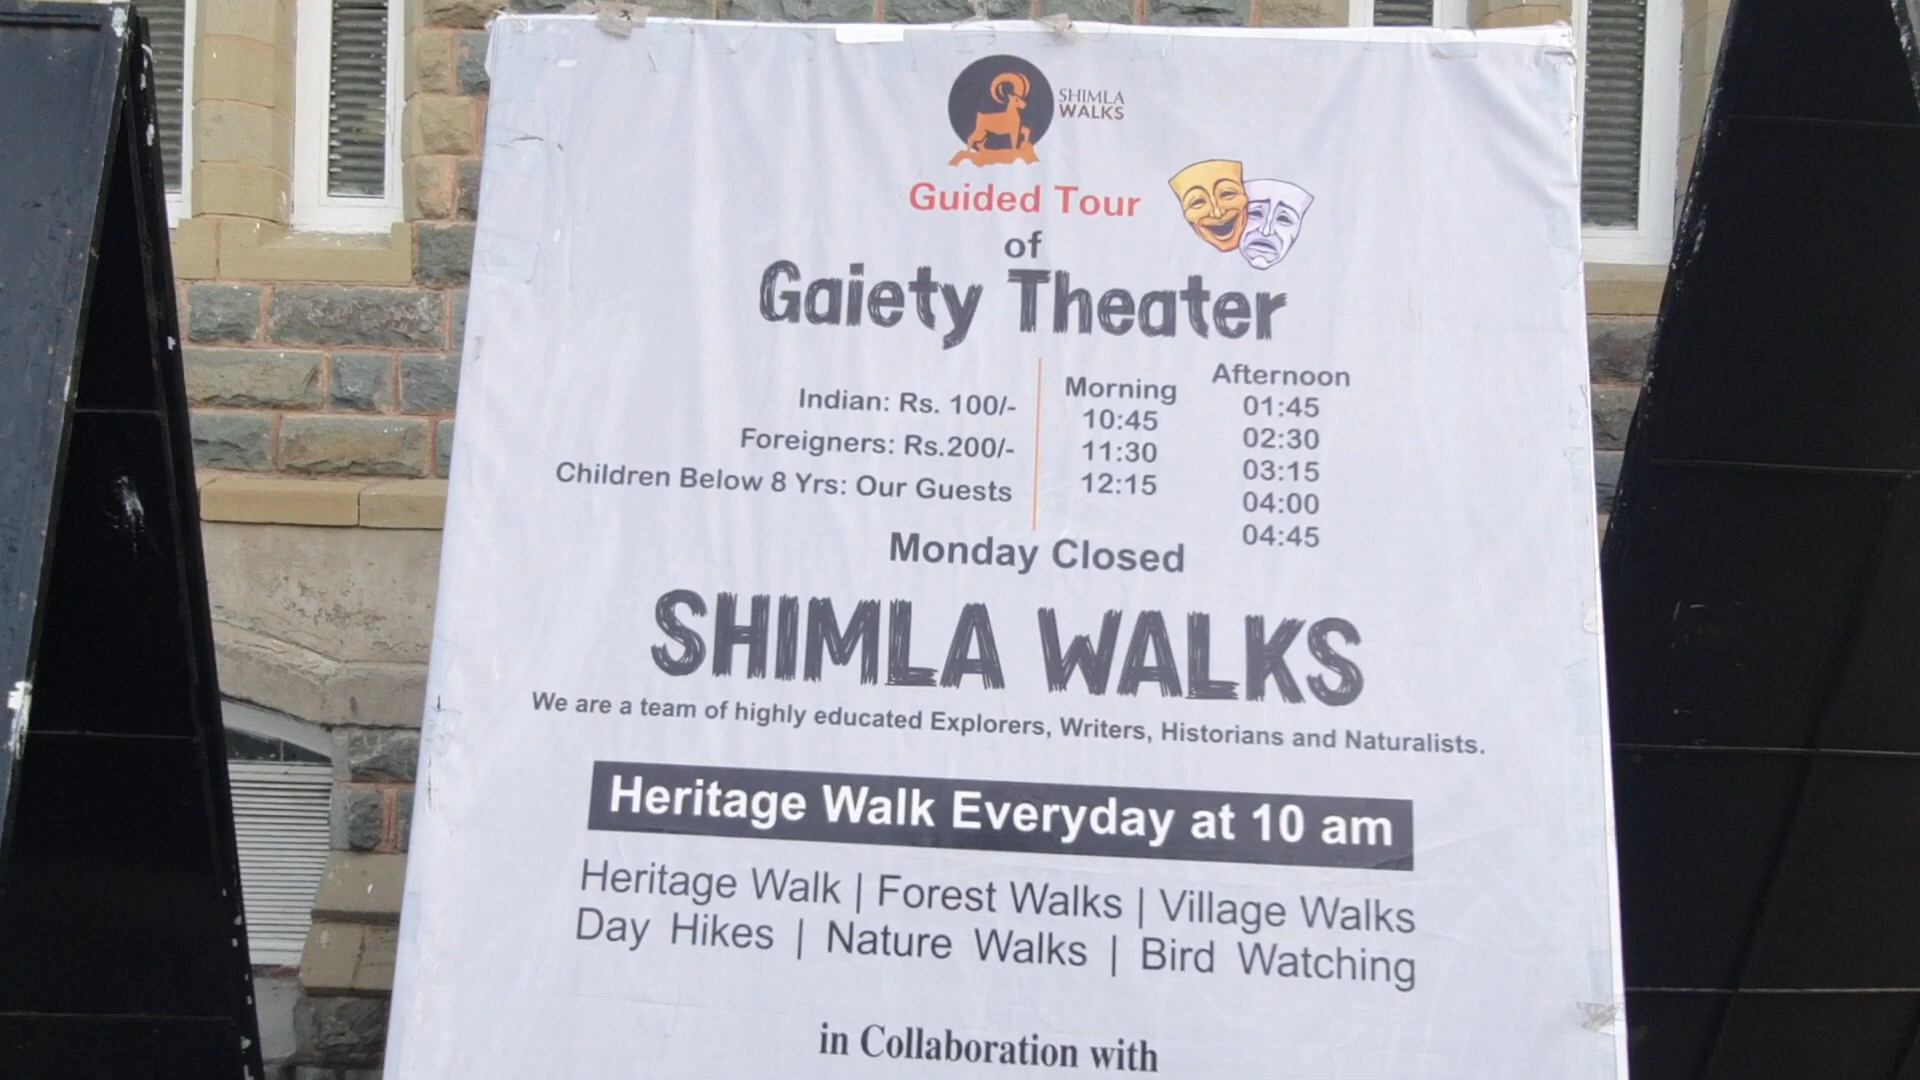 SHIMLA
WALKS
Guided Tour
of
Gaiety Theater
Indian: Rs. 100/-
Foreigners: Rs.200/-
Children Below 8 Yrs: Our Guests
Morning
10:45
11:30
12:15
Afternoon
01:45
02:30
03:15
04:00
04:45
Monday Closed
SHIMLA WALKS
We are a team of highly educated Explorers, Writers, Historians and Naturalists.
Heritage Walk Everyday at 10 am
Heritage Walk | Forest Walks | Village Walks
Day Hikes | Nature Walks | Bird Watching
in Collaboration with